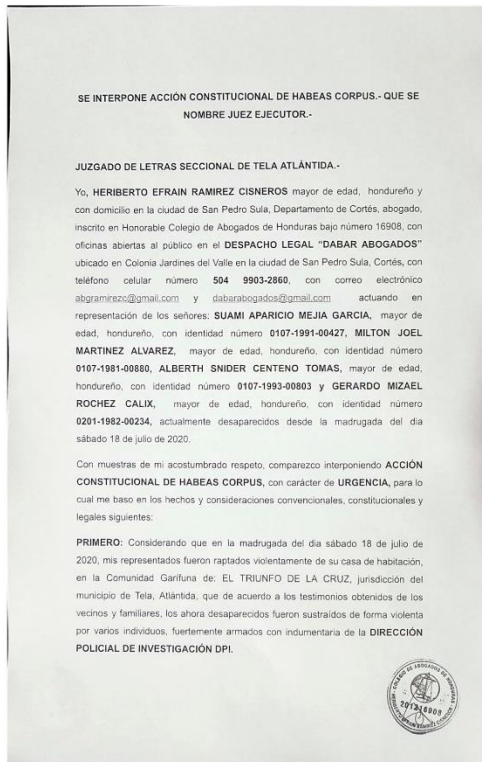 SE INTERPONE ACCIÓN CONSTITUCIONAL DE HABEAS CORPUS.- QUE SE
NOMBRE JUEZ EJECUTOR.-
JUZGADO DE LETRAS SECCIONAL DE TELA ATLÁNTIDA.-
Yo, HERIBERTO EFRAIN RAMIREZ CISNEROS mayor de edad, hondureño y
con domicilio en la ciudad de San Pedro Sula, Departamento de Cortés, abogado,
inscrito en Honorable Colegio de Abogados de Honduras bajo número 16908, con
oficinas abiertas al público en el DESPACHO LEGAL “DABAR ABOGADOS”
ubicado en Colonia Jardines del Valle en la ciudad de San Pedro Sula, Cortés, con
teléfono celular número 504 9903-2860, con correo electrónico
abgramirezc@gmail.com y dabarabogados@gmail.com actuando en
representación de los señores: SUAMI APARICIO MEJIA GARCIA, mayor de
edad, hondureño, con identidad número 0107-1991-00427, MILTON JOEL
MARTINEZ ALVAREZ, mayor de edad, hondureño, con identidad número
0107-1981-00880, ALBERTH SNIDER CENTENO TOMAS, mayor de edad,
hondureño, con identidad número 0107-1993-00803 y GERARDO MIZAEL
ROCHEZ CALIX, mayor de edad, hondureño, con identidad número
0201-1982-00234, actualmente desaparecidos desde la madrugada del dia
sábado 18 de julio de 2020.
Con muestras de mi acostumbrado respeto, comparezco interponiendo ACCIÓN
CONSTITUCIONAL DE HABEAS CORPUS, con carácter de URGENCIA, para lo
cual me baso en los hechos y consideraciones convencionales, constitucionales y
legales siguientes:
PRIMERO: Considerando que en la madrugada del dia sábado 18 de julio de
2020, mis representados fueron raptados violentamente de su casa de habitación,
en la Comunidad Garífuna de: EL TRIUNFO DE LA CRUZ, jurisdicción del
municipio de Tela, Atlántida, que de acuerdo a los testimonios obtenidos de los
vecinos y familiares, los ahora desaparecidos fueron sustraídos de forma violenta
por varios individuos, fuertemente armados con indumentaria de la DIRECCIÓN
POLICIAL DE INVESTIGACIÓN DPI.
COLEGIO DE ABOGADOS DE HONDURAS